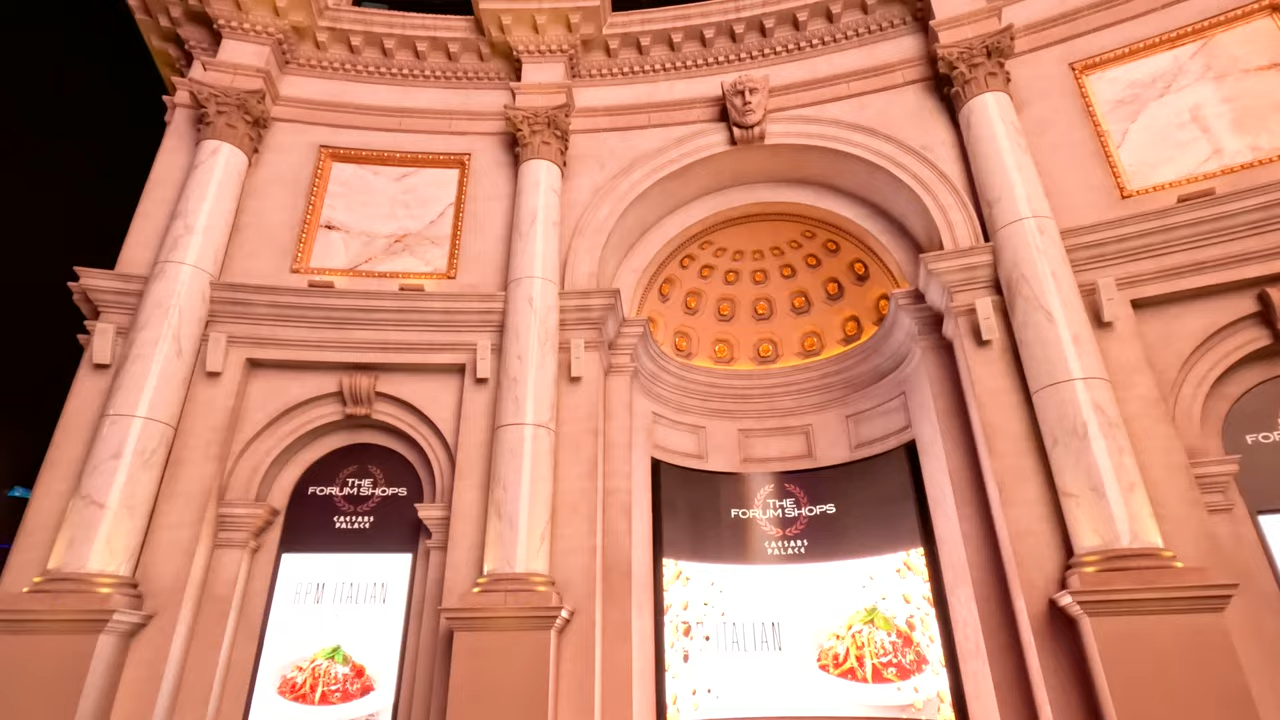 THE
FORUM SHOPS
CAESARS
PALACE
RPM ITALIAN
THE
FORUM SHOPS
CAESARS
PALACE
ITALIAN